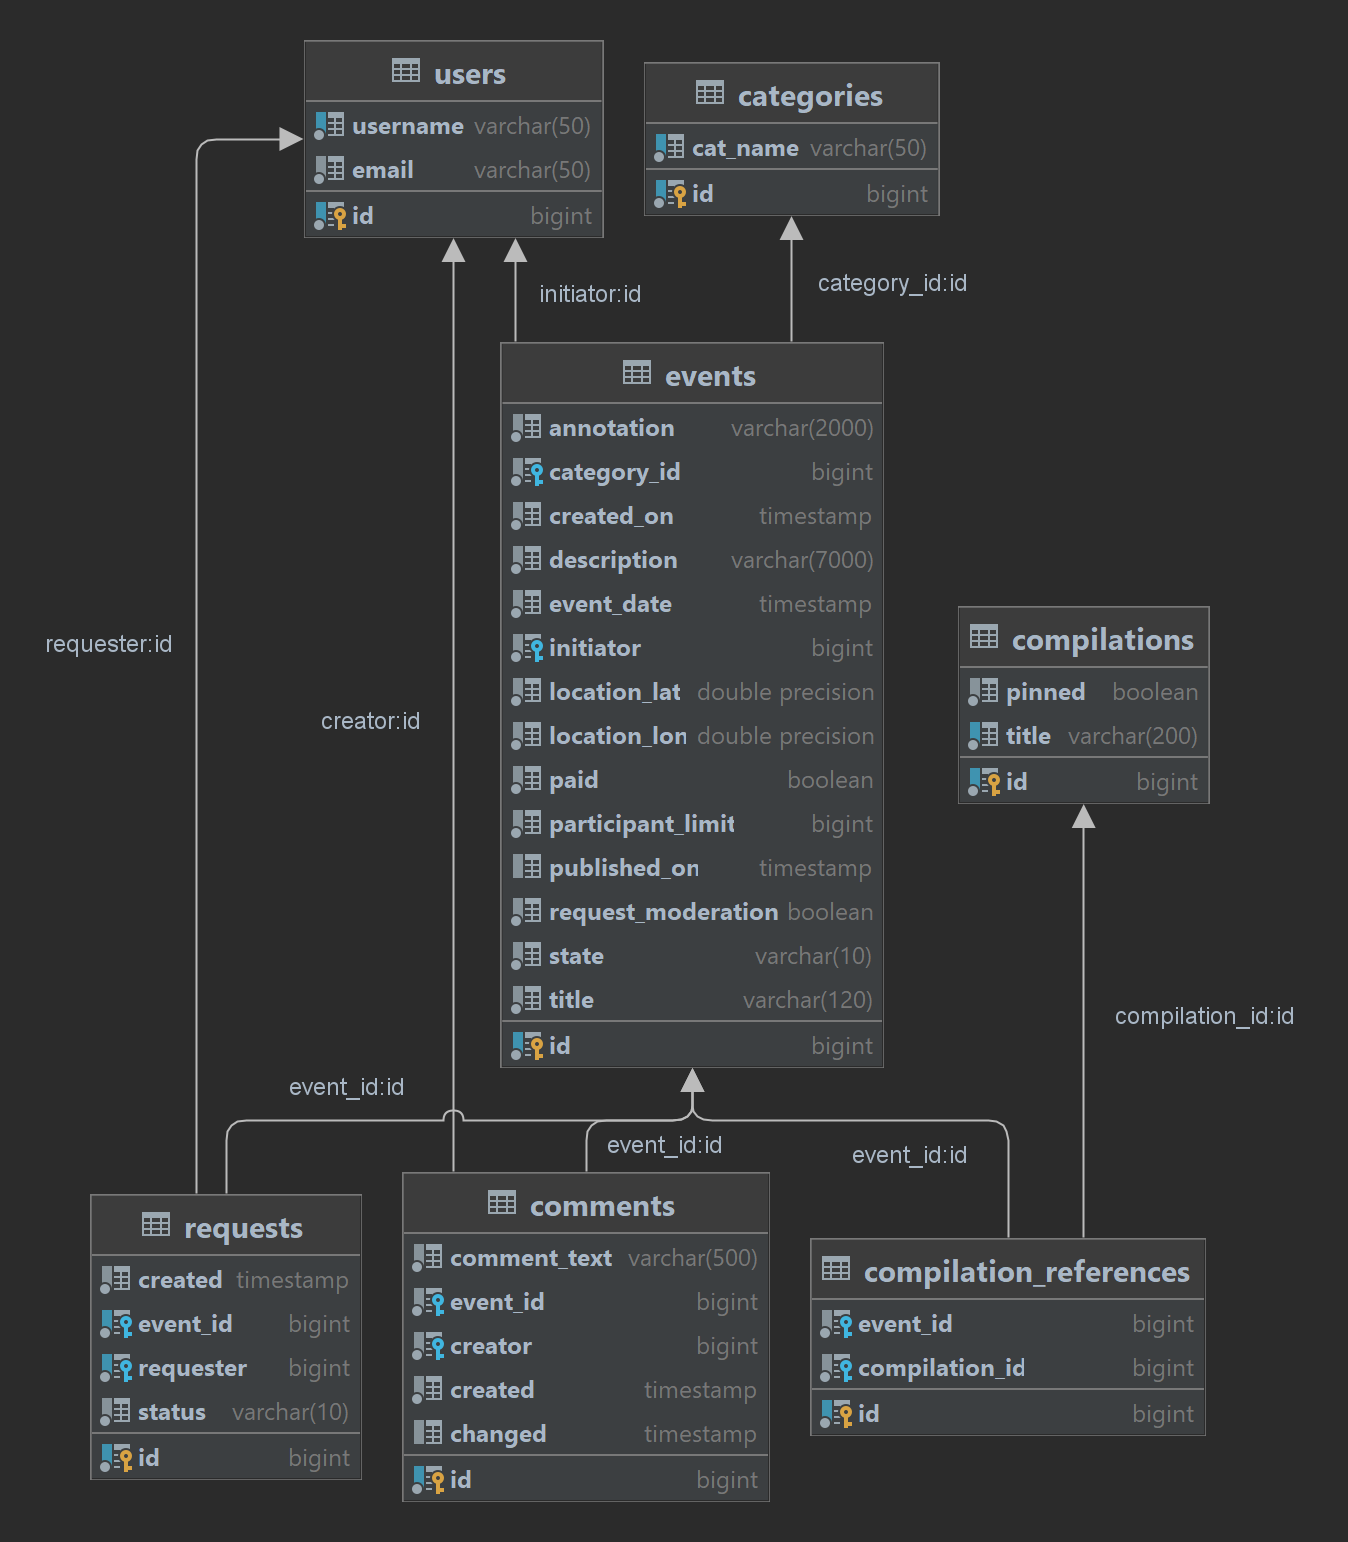 users
username varchar(50)
email varchar(50)
id bigint
categories
cat_name varchar(50)
id bigint
initiator:id
category_id:id
events
annotation varchar(2000)
category_id bigint
created_on timestamp
description varchar(7000)
event_date timestamp
initiator bigint
location_lat double precision
location_lon double precision
paid boolean
participant_limit bigint
published_on timestamp
request_moderation boolean
state varchar(10)
title varchar(120)
id bigint
requester:id
creator:id
compilations
pinned boolean
title varchar(200)
id bigint
compilation_id:id
event_id:id
event_id:id
event_id:id
requests
created timestamp
event_id bigint
requester bigint
status varchar(10)
id bigint
comments
comment_text varchar(500)
event_id bigint
creator bigint
created timestamp
changed timestamp
id bigint
compilation_references
event_id bigint
compilation_id bigint
id bigint